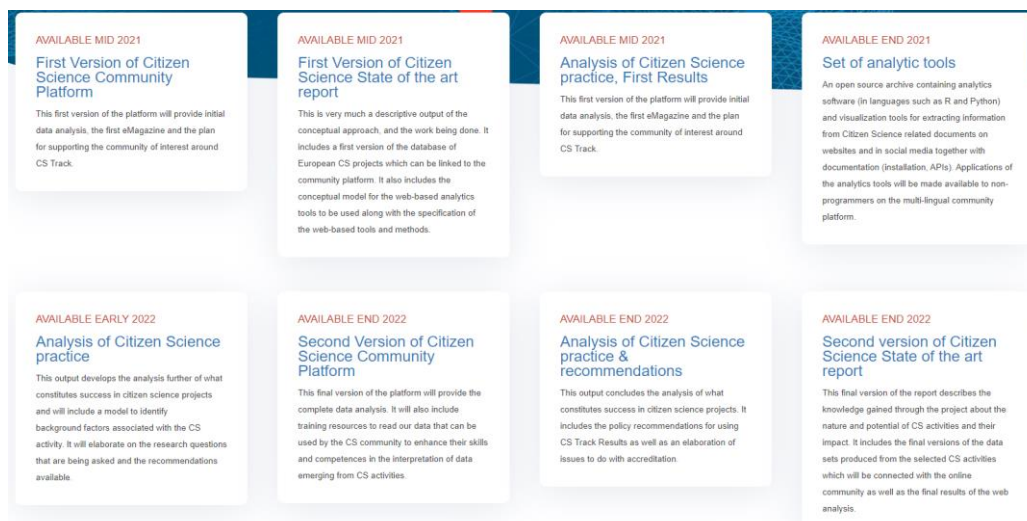 AVAILABLE MID 2021
First Version of Citizen
Science Community
Platform
This first version of the platform will provide initial
data analysis, the first eMagazine and the plan
for supporting the community of interest around
CS Track.
AVAILABLE MID 2021
First Version of Citizen
Science State of the art
report
This is very much a descriptive output of the
conceptual approach, and the work being done. It
includes a first version of the database of
European CS projects which can be linked to the
community platform. It also includes the
conceptual model for the web-based analytics
tools to be used along with the specification of
the web-based tools and methods.
AVAILABLE MID 2021
Analysis of Citizen Science
practice, First Results
This first version of the platform will provide initial
data analysis, the first eMagazine and the plan
for supporting the community of interest around
CS Track.
AVAILABLE END 2021
Set of analytic tools
An open source archive containing analytics
software (in languages such as R and Python)
and visualization tools for extracting information
from Citizen Science related documents on
websites and in social media together with
documentation (installation, APIs). Applications of
the analytics tools will be made available to non-
programmers on the multi-lingual community
platform.
AVAILABLE EARLY 2022
Analysis of Citizen Science
practice
This output develops the analysis further of what
constitutes success in citizen science projects
and will include a model to identify
background factors associated with the CS
activity. It will elaborate on the research questions
that are being asked and the recommendations
available.
AVAILABLE END 2022
Second Version of Citizen
Science Community
Platform
This final version of the platform will provide the
complete data analysis. It will also include
training resources to read our data that can be
used by the CS community to enhance their skills
and competences in the interpretation of data
emerging from CS activities.
AVAILABLE END 2022
Analysis of Citizen Science
practice &
recommendations
This output concludes the analysis of what
constitutes success in citizen science projects. It
includes the policy recommendations for using
CS Track Results as well as an elaboration of
issues to do with accreditation.
AVAILABLE END 2022
Second version of Citizen
Science State of the art
report
This final version of the report describes the
knowledge gained through the project about the
nature and potential of CS activities and their
impact. It includes the final versions of the data
sets produced from the selected CS activities
which will be connected with the online
community as well as the final results of the web
analysis.